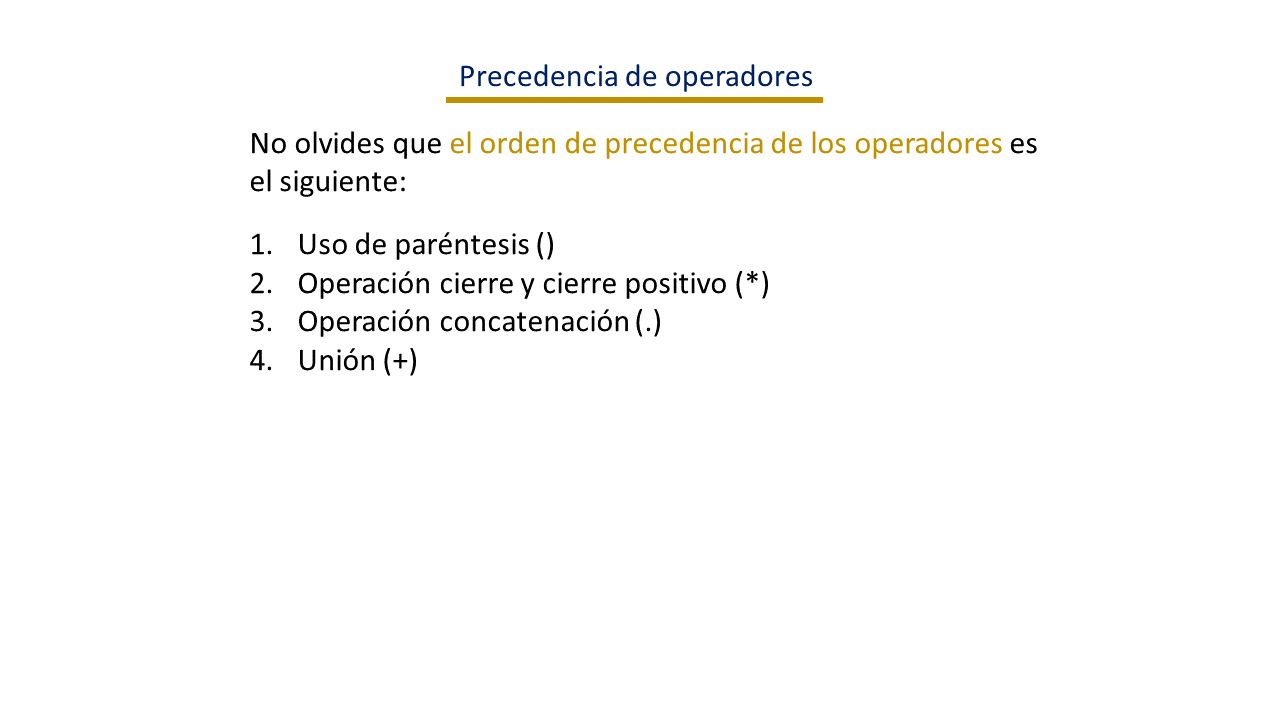 Precedencia de operadores
No olvides que el orden de precedencia de los operadores es
el siguiente:
1. Uso de paréntesis ()
2. Operación cierre y cierre positivo (*)
3. Operación concatenación (.)
4. Unión (+)